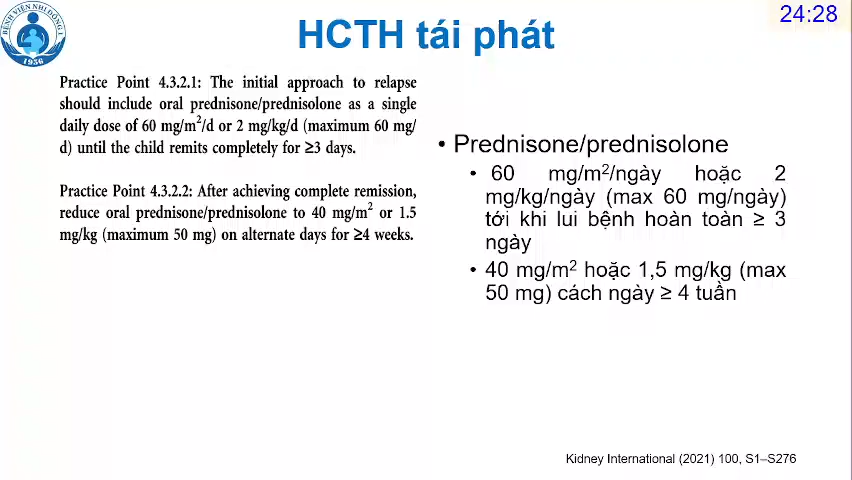 BỆNH VIỆN NHI ĐỒNG 1
1956
24:28
HCTH tái phát
Practice Point 4.3.2.1: The initial approach to relapse
should include oral prednisone/prednisolone as a single
daily dose of 60 mg/m²/d or 2 mg/kg/d (maximum 60 mg/
d) until the child remits completely for ≥3 days.
Practice Point 4.3.2.2: After achieving complete remission,
reduce oral prednisone/prednisolone to 40 mg/m² or 1.5
mg/kg (maximum 50 mg) on alternate days for ≥4 weeks.
• Prednisone/prednisolone
• 60 mg/m²/ngày hoặc 2
mg/kg/ngày (max 60 mg/ngày)
tới khi lui bệnh hoàn toàn ≥ 3
ngày
• 40 mg/m² hoặc 1,5 mg/kg (max
50 mg) cách ngày ≥ 4 tuần
Kidney International (2021) 100, S1–S276